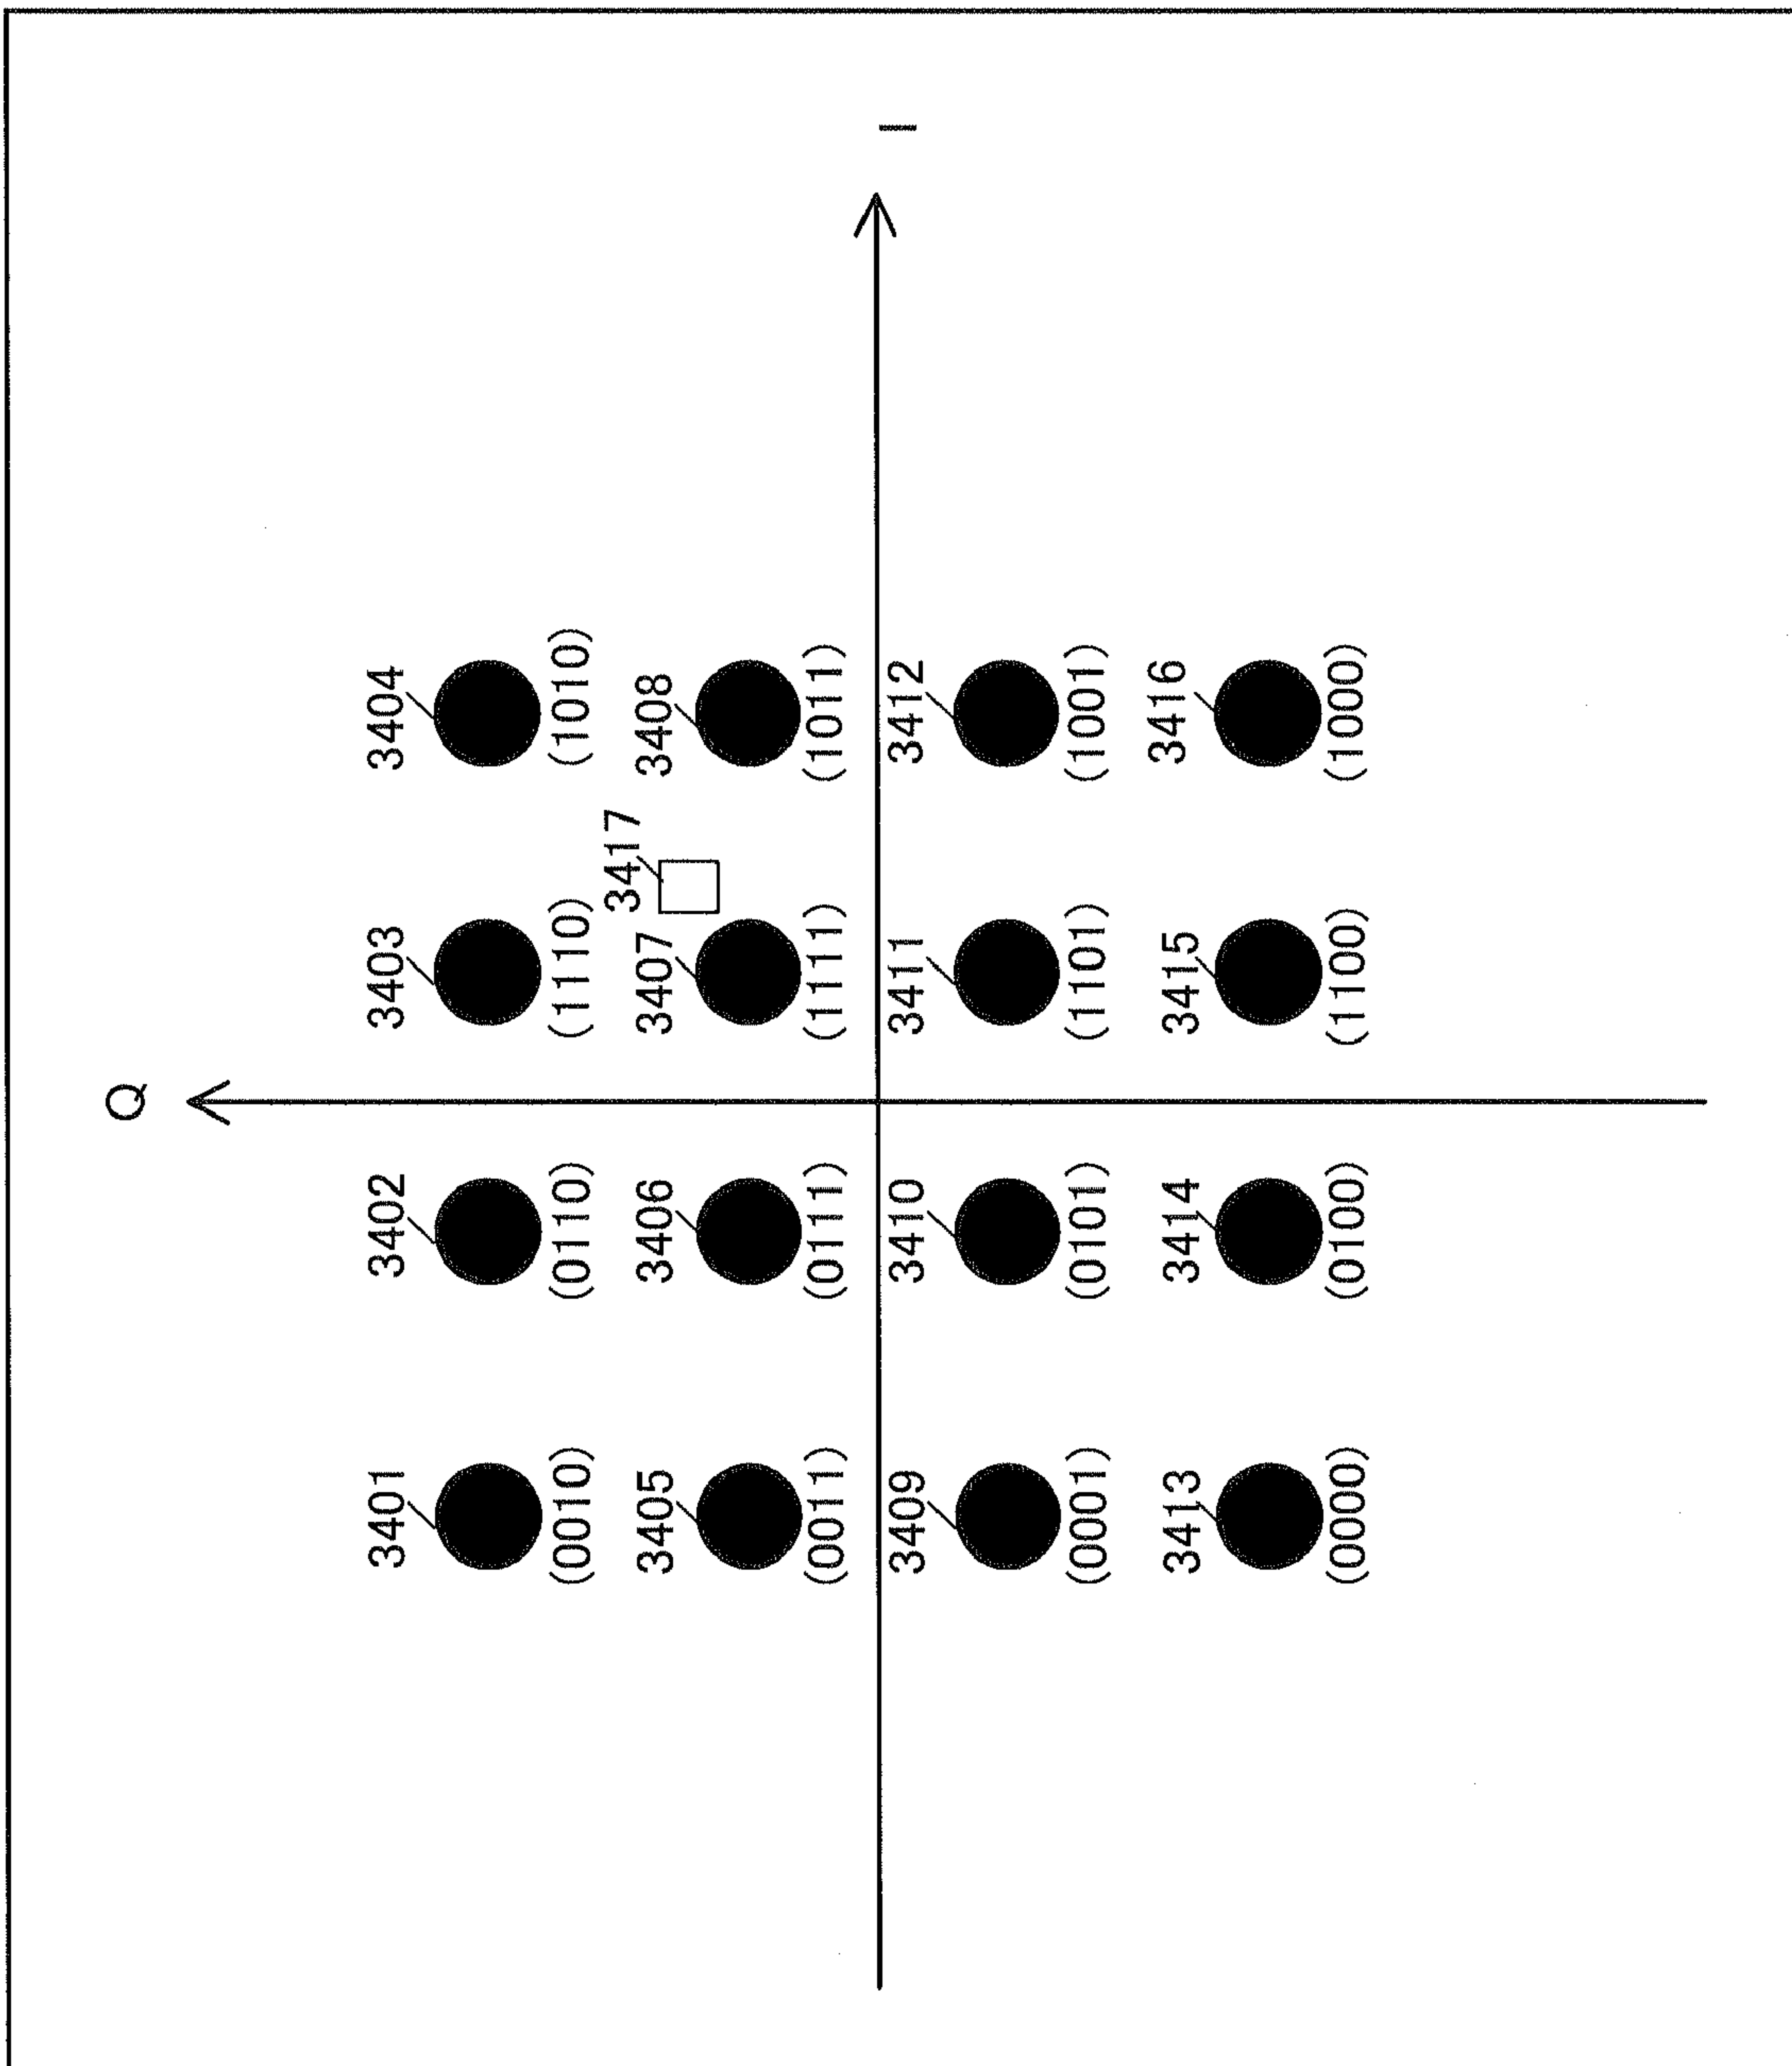 Q
3401 3402 3403 3404
(0010) (0110) (1110) (1010)
3417
3405 3406 3407 3408
(0011) (0111) (1111) (1011)
I
3409 3410 3411 3412
(0001) (0101) (1101) (1001)
3413 3414 3415 3416
(0000) (0100) (1100) (1000)